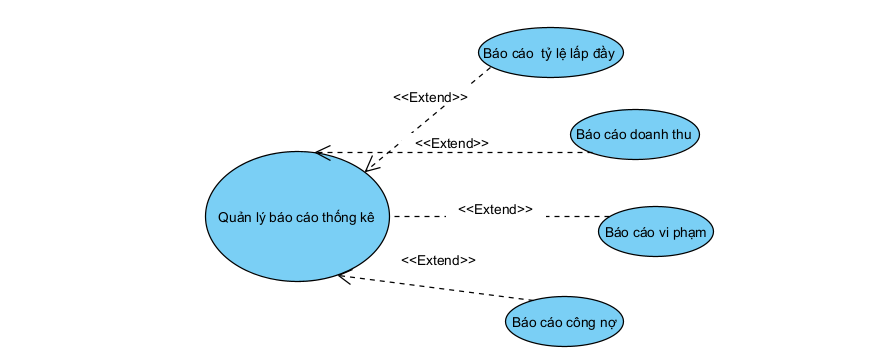 Báo cáo tỷ lệ lấp đầy
<<Extend>>
Báo cáo doanh thu
<<Extend>>
<<Extend>>
Quản lý báo cáo thống kê
Báo cáo vi phạm
<<Extend>>
Báo cáo công nợ